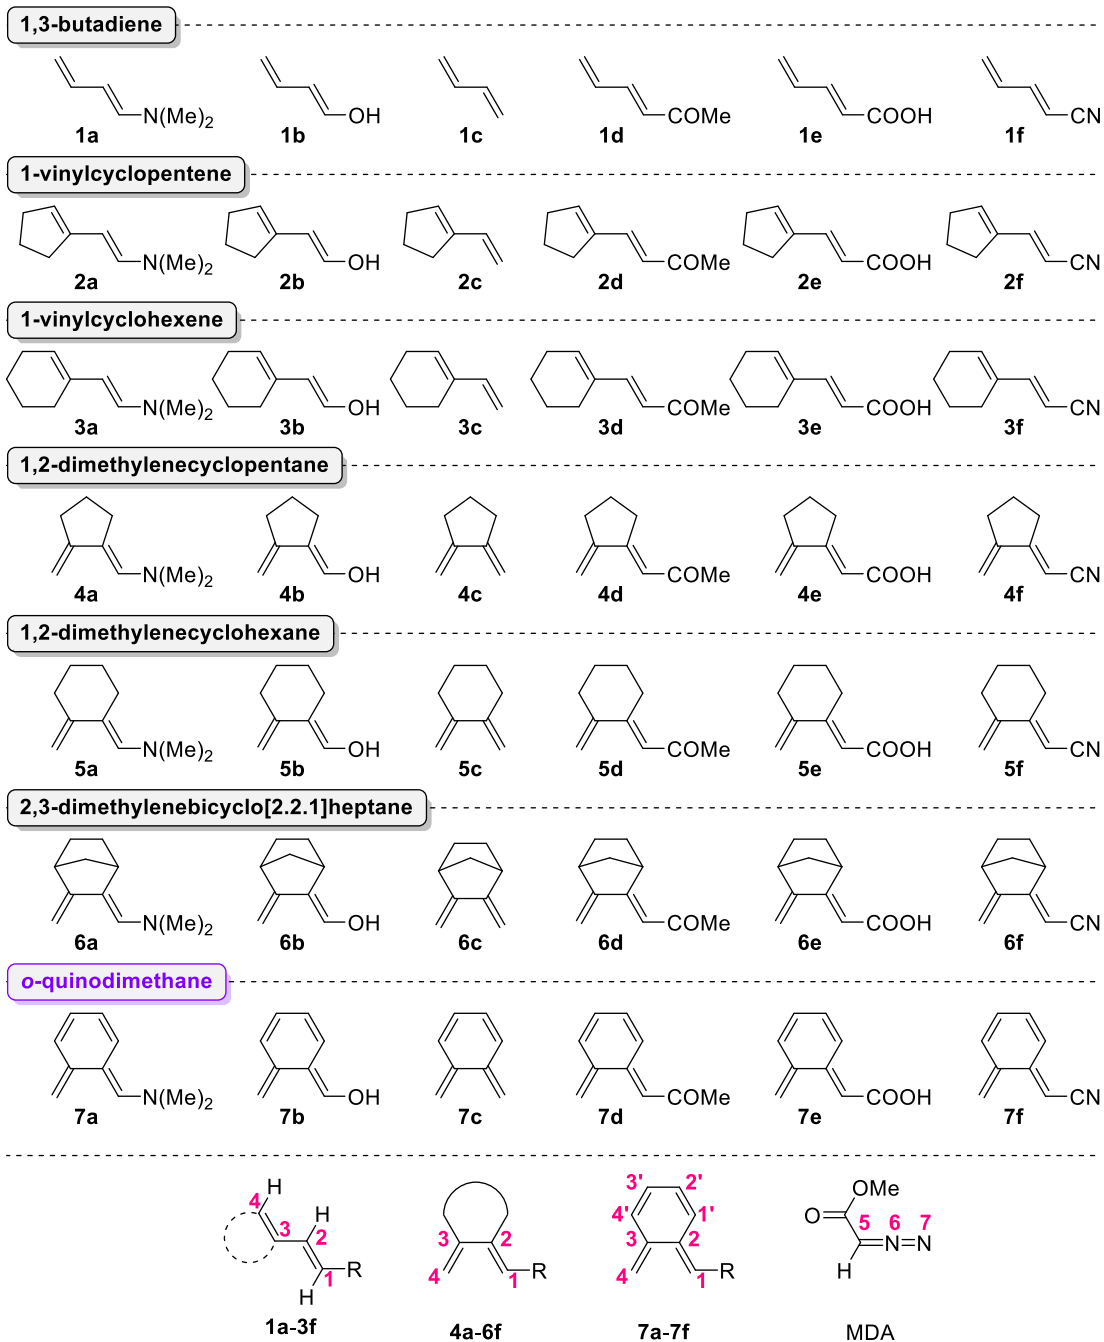 1,3-butadiene
N(Me)2 OH COMe COOH CN
1a 1b 1c 1d 1e 1f
1-vinylcyclopentene
N(Me)2 OH COMe COOH CN
2a 2b 2c 2d 2e 2f
1-vinylcyclohexene
N(Me)2 OH COMe COOH CN
3a 3b 3c 3d 3e 3f
1,2-dimethylenecyclopentane
N(Me)2 OH COMe COOH CN
4a 4b 4c 4d 4e 4f
1,2-dimethylenecyclohexane
N(Me)2 OH COMe COOH CN
5a 5b 5c 5d 5e 5f
2,3-dimethylenebicyclo[2.2.1]heptane
N(Me)2 OH COMe COOH CN
6a 6b 6c 6d 6e 6f
o-quinodimethane
N(Me)2 OH COMe COOH CN
7a 7b 7c 7d 7e 7f
H 3' 2' OMe
4 H 4' 1' O 5 6 7
3 2 3 2 3 2 N N
1 R 4 1 R 4 1 R H
H
1a-3f 4a-6f 7a-7f MDA